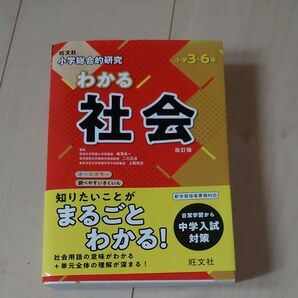 旺文社
小学総合的研究
小学3~6年
わかる
社会
改訂版
オールカラー
調べやすいさくいん
知りたいことが
まるごと
わかる!
社会用語の意味がわかる
+単元全体の理解が深まる!
新学習指導要領対応
日常学習から
中学入試
対策
旺文社